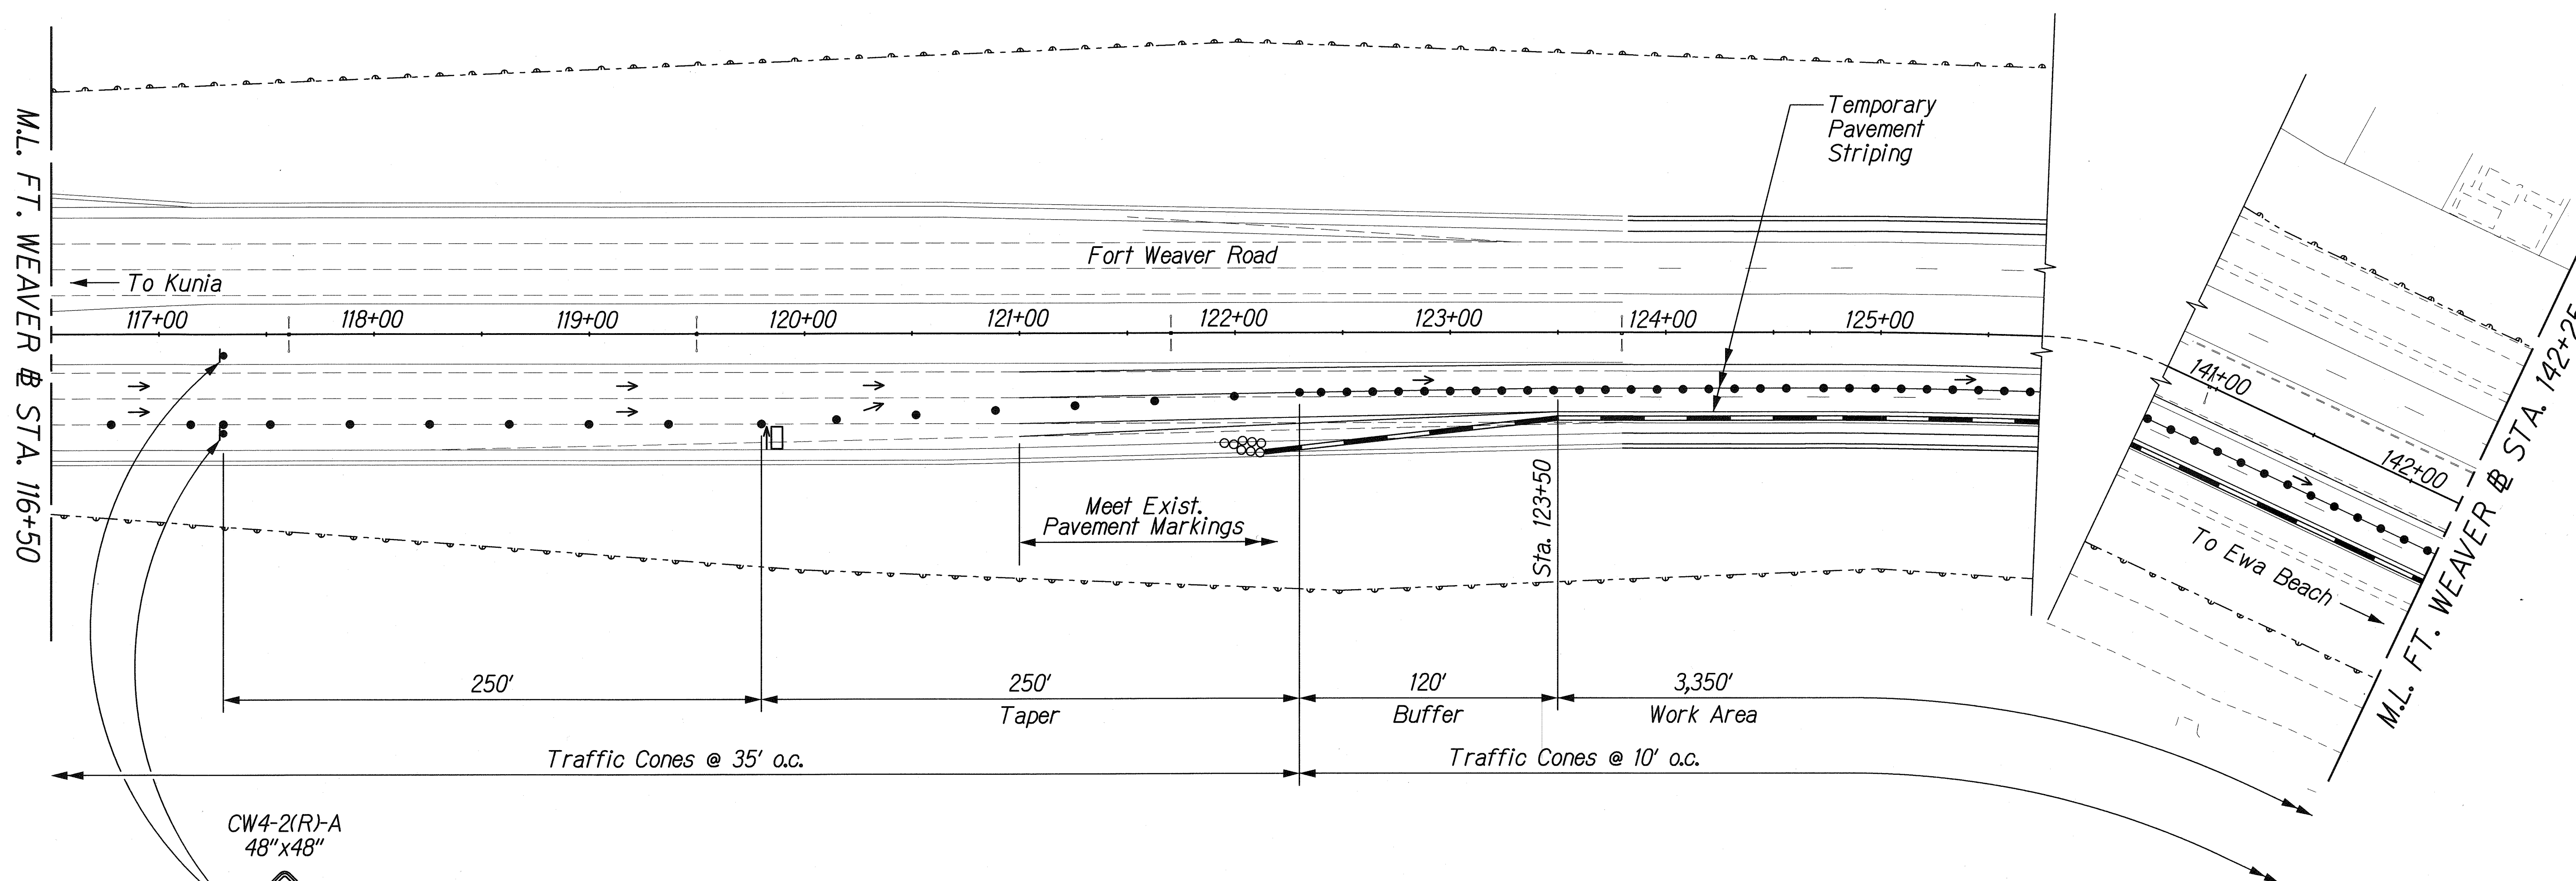 Temporary
Pavement
Striping
Fort Weaver Road
To Kunia
117+00 118+00 119+00 120+00 121+00 122+00 123+00 124+00 125+00
141+00
142+00
M.L. FT. WEAVER ℄ STA. 116+50
Meet Exist.
Pavement Markings
Sta. 123+50
To Ewa Beach
M.L. FT. WEAVER ℄ STA. 142+25
250' 250' 120' 3,350'
Taper Buffer Work Area
Traffic Cones @ 35' o.c. Traffic Cones @ 10' o.c.
CW4-2(R)-A
48"x48"